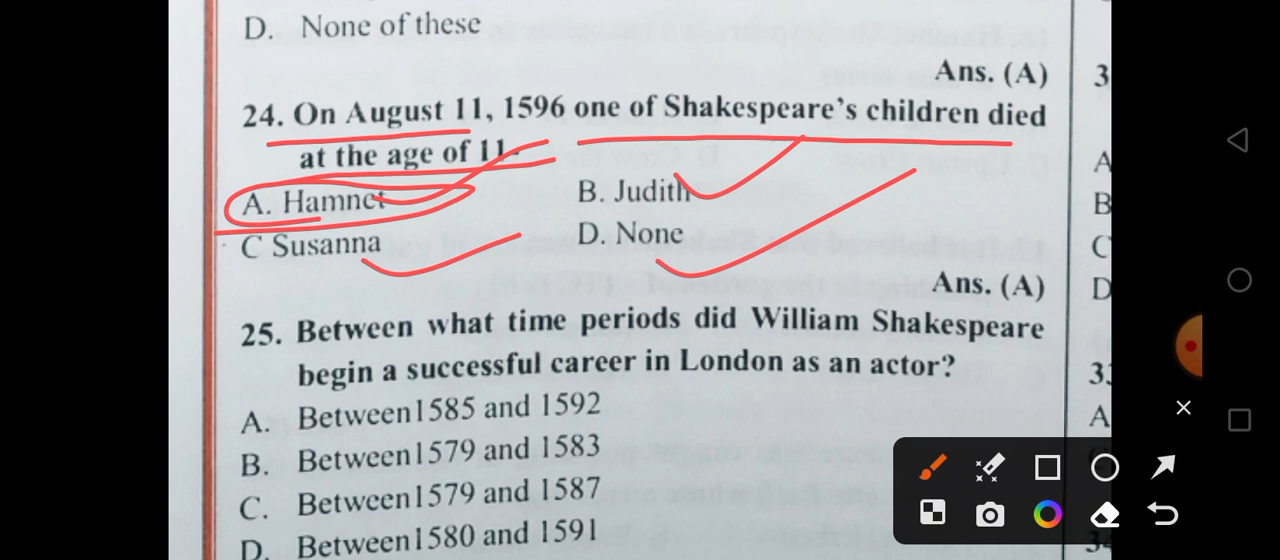 D. None of these
Ans. (A)
24. On August 11, 1596 one of Shakespeare's children died
at the age of 11.
A. Hamnet
B. Judith
C Susanna
D. None
Ans. (A)
25. Between what time periods did William Shakespeare
begin a successful career in London as an actor?
A. Between1585 and 1592
B. Between1579 and 1583
C. Between1579 and 1587
D. Between1580 and 1591
3
A
B
C
D
A